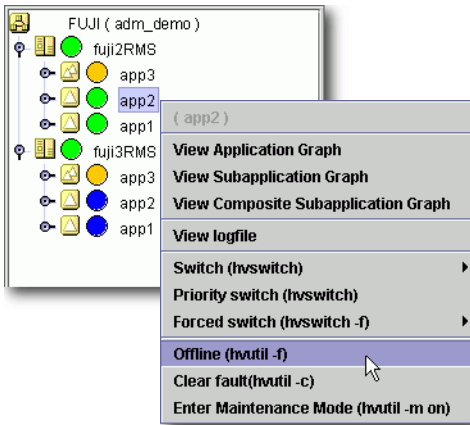 FUJI ( adm_demo )
fuji2RMS
app3
app2
app1
fuji3RMS
app3
app2
app1
( app2 )
View Application Graph
View Subapplication Graph
View Composite Subapplication Graph
View logfile
Switch (hvswitch)
Priority switch (hvswitch)
Forced switch (hvswitch -f)
Offline (hvutil -f)
Clear fault(hvutil -c)
Enter Maintenance Mode (hvutil -m on)